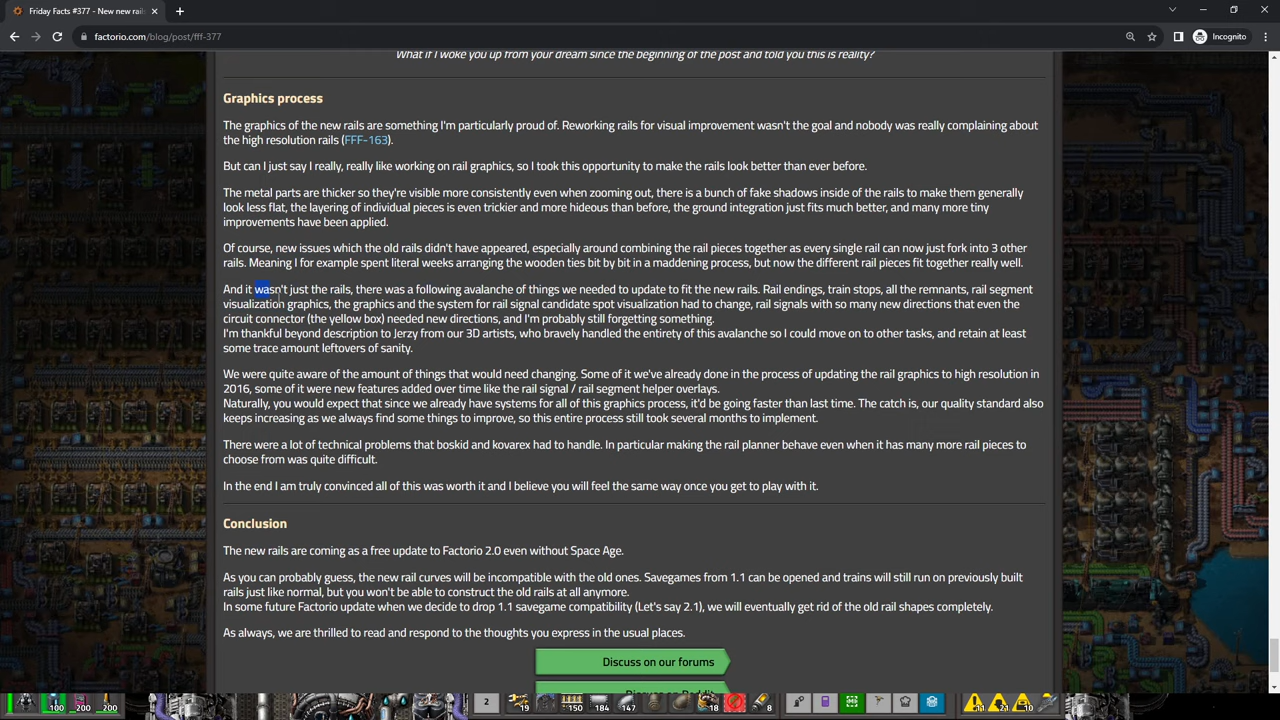 Friday Facts #377 - New new rail
factorio.com/blog/post/fff-377
Incognito
What if I woke you up from your dream since the beginning of the post and told you this is reality?
Graphics process
The graphics of the new rails are something I'm particularly proud of. Reworking rails for visual improvement wasn't the goal and nobody was really complaining about
the high resolution rails (FFF-163).
But can I just say I really, really like working on rail graphics, so I took this opportunity to make the rails look better than ever before.
The metal parts are thicker so they're visible more consistently even when zooming out, there is a bunch of fake shadows inside of the rails to make them generally
look less flat, the layering of individual pieces is even trickier and more hideous than before, the ground integration just fits much better, and many more tiny
improvements have been applied.
Of course, new issues which the old rails didn't have appeared, especially around combining the rail pieces together as every single rail can now just fork into 3 other
rails. Meaning I for example spent literal weeks arranging the wooden ties bit by bit in a maddening process, but now the different rail pieces fit together really well.
And it wasn't just the rails, there was a following avalanche of things we needed to update to fit the new rails. Rail endings, train stops, all the remnants, rail segment
visualization graphics, the graphics and the system for rail signal candidate spot visualization had to change, rail signals with so many new directions that even the
circuit connector (the yellow box) needed new directions, and I'm probably still forgetting something.
I'm thankful beyond description to Jerzy from our 3D artists, who bravely handled the entirety of this avalanche so I could move on to other tasks, and retain at least
some trace amount leftovers of sanity.
We were quite aware of the amount of things that would need changing. Some of it we've already done in the process of updating the rail graphics to high resolution in
2016, some of it were new features added over time like the rail signal / rail segment helper overlays.
Naturally, you would expect that since we already have systems for all of this graphics process, it'd be going faster than last time. The catch is, our quality standard also
keeps increasing as we always find some things to improve, so this entire process still took several months to implement.
There were a lot of technical problems that boskid and kovarex had to handle. In particular making the rail planner behave even when it has many more rail pieces to
choose from was quite difficult.
In the end I am truly convinced all of this was worth it and I believe you will feel the same way once you get to play with it.
Conclusion
The new rails are coming as a free update to Factorio 2.0 even without Space Age.
As you can probably guess, the new rail curves will be incompatible with the old ones. Savegames from 1.1 can be opened and trains will still run on previously built
rails just like normal, but you won't be able to construct the old rails at all anymore.
In some future Factorio update when we decide to drop 1.1 savegame compatibility (Let's say 2.1), we will eventually get rid of the old rail shapes completely.
As always, we are thrilled to read and respond to the thoughts you express in the usual places.
Discuss on our forums
100 200 200 2 19 150 184 147 18 8